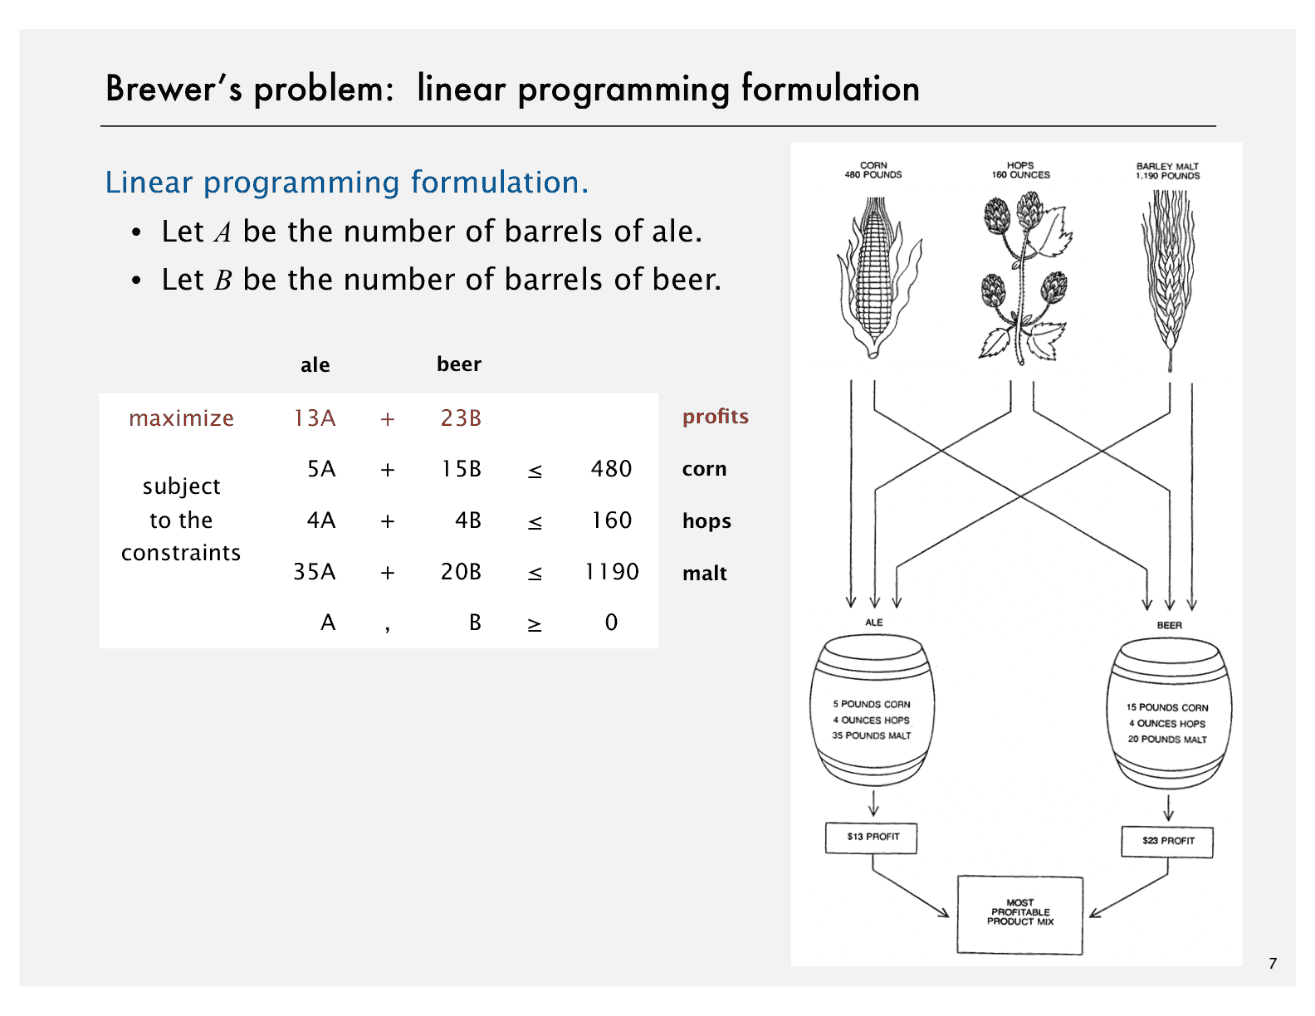 Brewer’s problem: linear programming formulation
Linear programming formulation.
• Let A be the number of barrels of ale.
• Let B be the number of barrels of beer.
ale beer
maximize 13A + 23B profits
subject to the constraints
5A + 15B ≤ 480 corn
4A + 4B ≤ 160 hops
35A + 20B ≤ 1190 malt
A , B ≥ 0
CORN
480 POUNDS
HOPS
160 OUNCES
BARLEY MALT
1,190 POUNDS
ALE
5 POUNDS CORN
4 OUNCES HOPS
35 POUNDS MALT
BEER
15 POUNDS CORN
4 OUNCES HOPS
20 POUNDS MALT
$13 PROFIT
$23 PROFIT
MOST
PROFITABLE
PRODUCT MIX
7